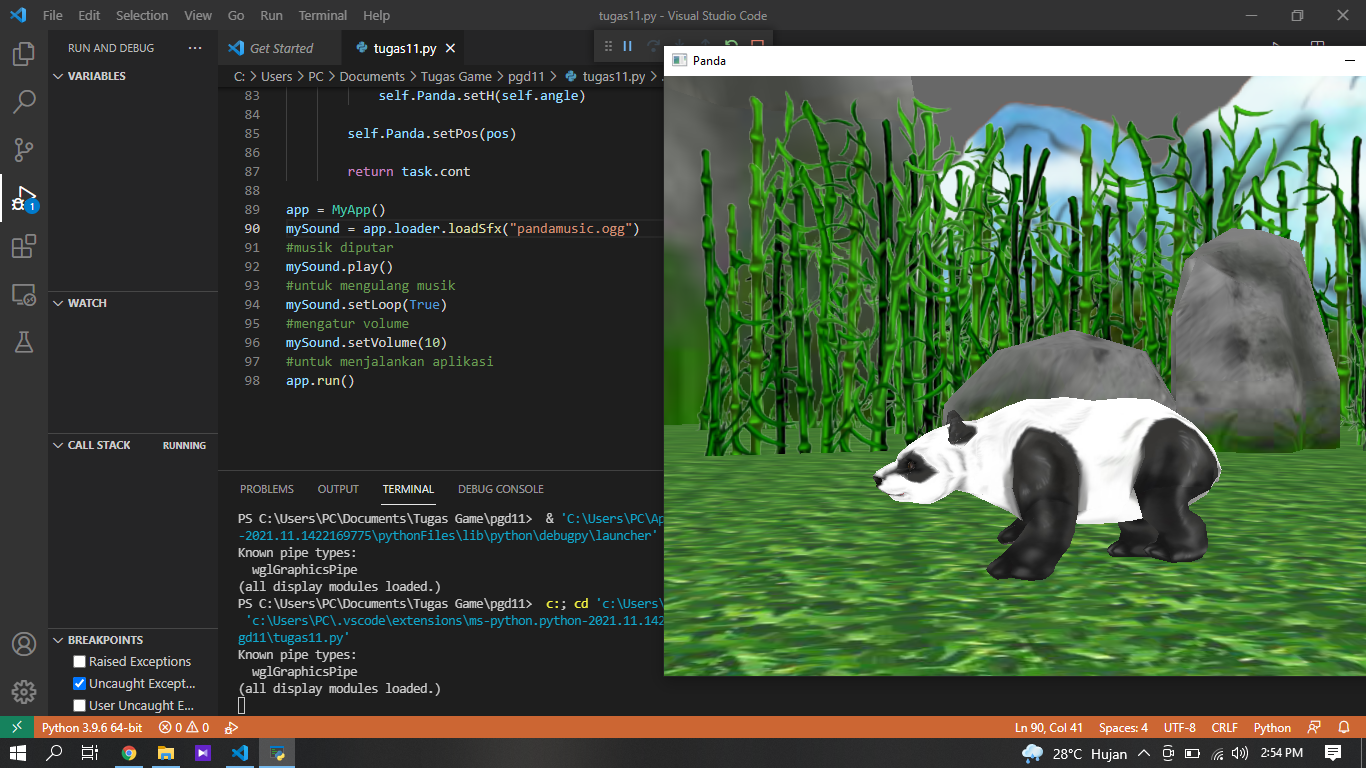 File Edit Selection View Go Run Terminal Help
tugas11.py - Visual Studio Code
RUN AND DEBUG ...
VARIABLES
WATCH
CALL STACK RUNNING
BREAKPOINTS
Raised Exceptions
Uncaught Except...
User Uncaught E...
1
Get Started
tugas11.py
C: > Users > PC > Documents > Tugas Game > pgd11 > tugas11.py >
83 self.Panda.setH(self.angle)
84
85 self.Panda.setPos(pos)
86
87 return task.cont
88
89 app = MyApp()
90 mySound = app.loader.loadSfx("pandamusic.ogg")
91 #musik diputar
92 mySound.play()
93 #untuk mengulang musik
94 mySound.setLoop(True)
95 #mengatur volume
96 mySound.setVolume(10)
97 #untuk menjalankan aplikasi
98 app.run()
PROBLEMS OUTPUT TERMINAL DEBUG CONSOLE
PS C:\Users\PC\Documents\Tugas Game\pgd11> & 'C:\Users\PC\Ap
-2021.11.1422169775\pythonFiles\lib\python\debugpy\launcher'
Known pipe types:
wglGraphicsPipe
(all display modules loaded.)
PS C:\Users\PC\Documents\Tugas Game\pgd11> c:; cd 'c:\Users\
'c:\Users\PC\.vscode\extensions\ms-python.python-2021.11.142
gd11\tugas11.py'
Known pipe types:
wglGraphicsPipe
(all display modules loaded.)
Panda
Python 3.9.6 64-bit 0 0
Ln 90, Col 41 Spaces: 4 UTF-8 CRLF Python
28°C Hujan 2:54 PM